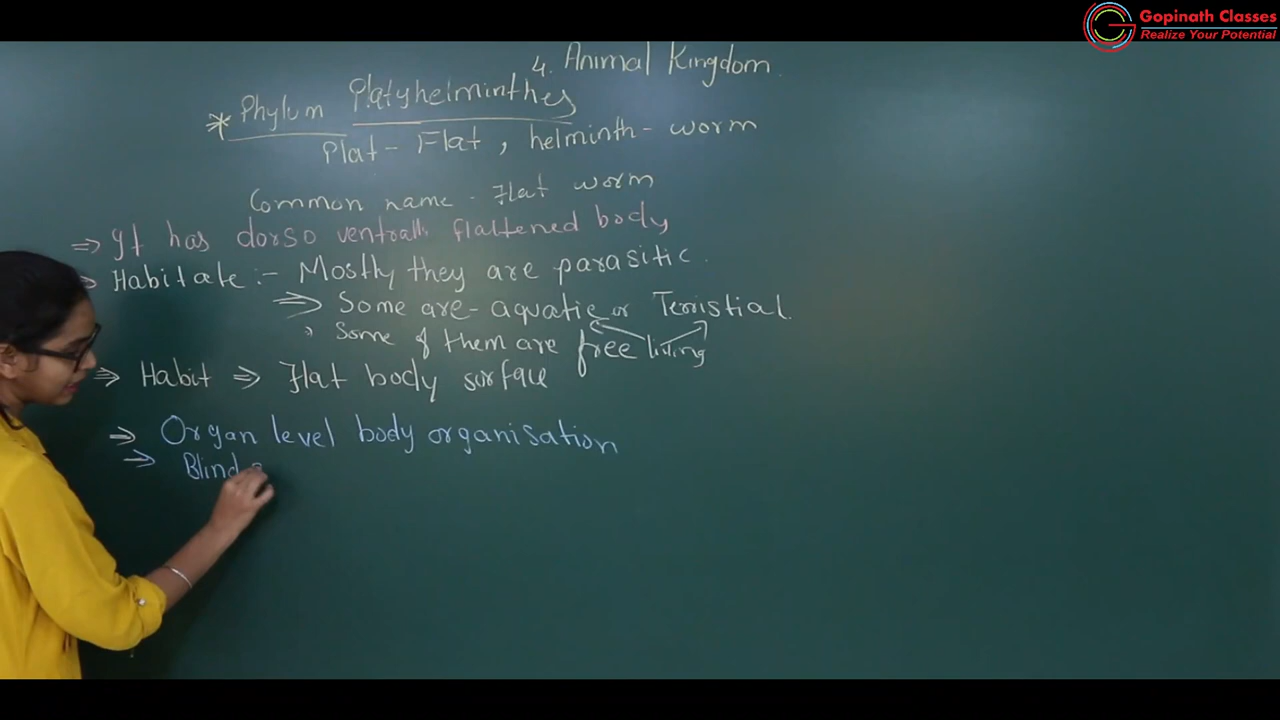 Gopinath Classes
Realize Your Potential
4. Animal Kingdom.
* Phylum Platyhelminthes
Plat - Flat, helminth - worm
Common name - Flat worm
⇒ It has dorso ventrally flattened body
⇒ Habitate :- Mostly they are parasitic.
⇒ Some are - aquatic or Terristial.
Some of them are free living
⇒ Habit ⇒ Flat body surface
⇒ Organ level body organisation
⇒ Blind